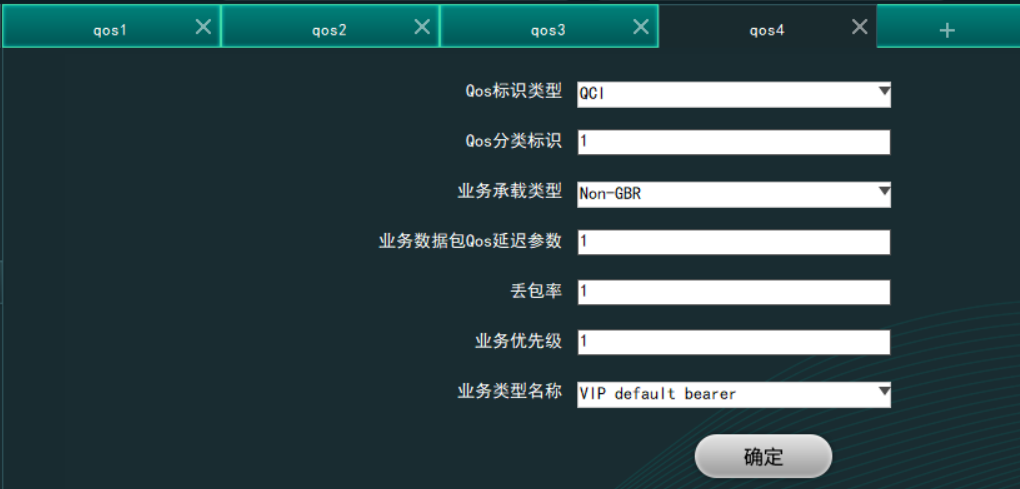 qos1 qos2 qos3 qos4 +
Qos标识类型 QCI
Qos分类标识 1
业务承载类型 Non-GBR
业务数据包Qos延迟参数 1
丢包率 1
业务优先级 1
业务类型名称 VIP default bearer
确定